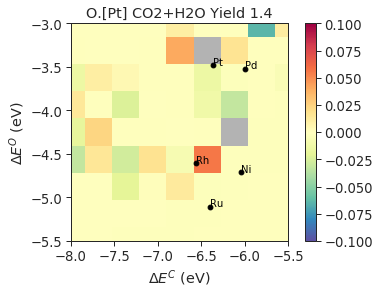 O.[Pt] CO2+H2O Yield 1.4
−3.0
−3.5
−4.0
−4.5
−5.0
−5.5
ΔE^O (eV)
Pt
Pd
Rh
Ni
Ru
−8.0 −7.5 −7.0 −6.5 −6.0 −5.5
ΔE^C (eV)
0.100
0.075
0.050
0.025
0.000
−0.025
−0.050
−0.075
−0.100